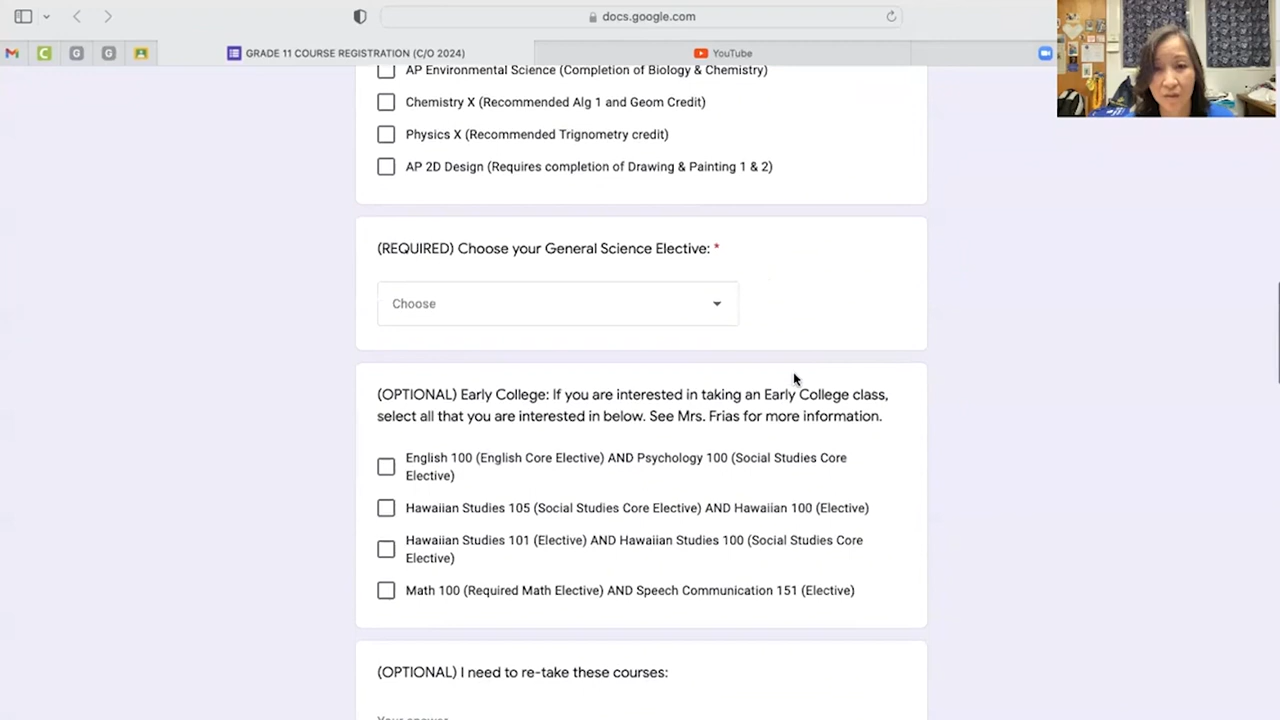 docs.google.com
GRADE 11 COURSE REGISTRATION (C/O 2024)
YouTube
AP Environmental Science (Completion of Biology & Chemistry)
Chemistry X (Recommended Alg 1 and Geom Credit)
Physics X (Recommended Trignometry credit)
AP 2D Design (Requires completion of Drawing & Painting 1 & 2)
(REQUIRED) Choose your General Science Elective: *
Choose
(OPTIONAL) Early College: If you are interested in taking an Early College class,
select all that you are interested in below. See Mrs. Frias for more information.
English 100 (English Core Elective) AND Psychology 100 (Social Studies Core
Elective)
Hawaiian Studies 105 (Social Studies Core Elective) AND Hawaiian 100 (Elective)
Hawaiian Studies 101 (Elective) AND Hawaiian Studies 100 (Social Studies Core
Elective)
Math 100 (Required Math Elective) AND Speech Communication 151 (Elective)
(OPTIONAL) I need to re-take these courses:
Your answer